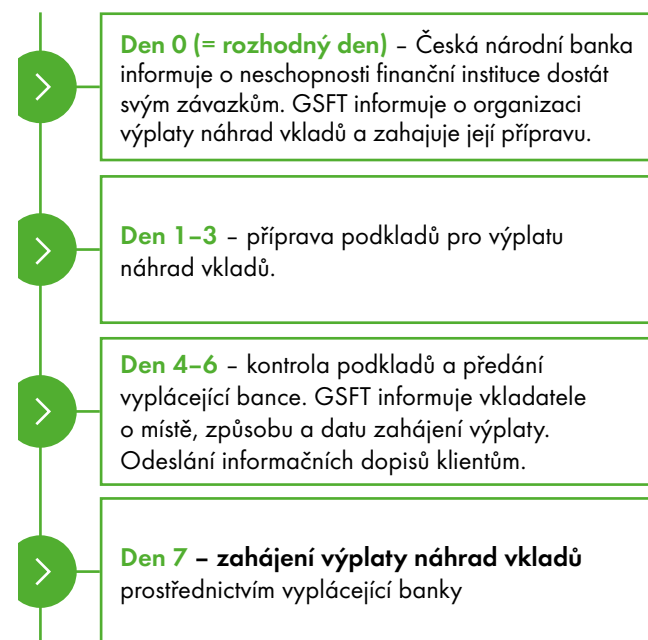 Den 0 (= rozhodný den) – Česká národní banka
informuje o neschopnosti finanční instituce dostát
svým závazkům. GSFT informuje o organizaci
výplaty náhrad vkladů a zahajuje její přípravu.
Den 1–3 – příprava podkladů pro výplatu
náhrad vkladů.
Den 4–6 – kontrola podkladů a předání
vyplácející bance. GSFT informuje vkladatele
o místě, způsobu a datu zahájení výplaty.
Odeslání informačních dopisů klientům.
Den 7 – zahájení výplaty náhrad vkladů
prostřednictvím vyplácející banky